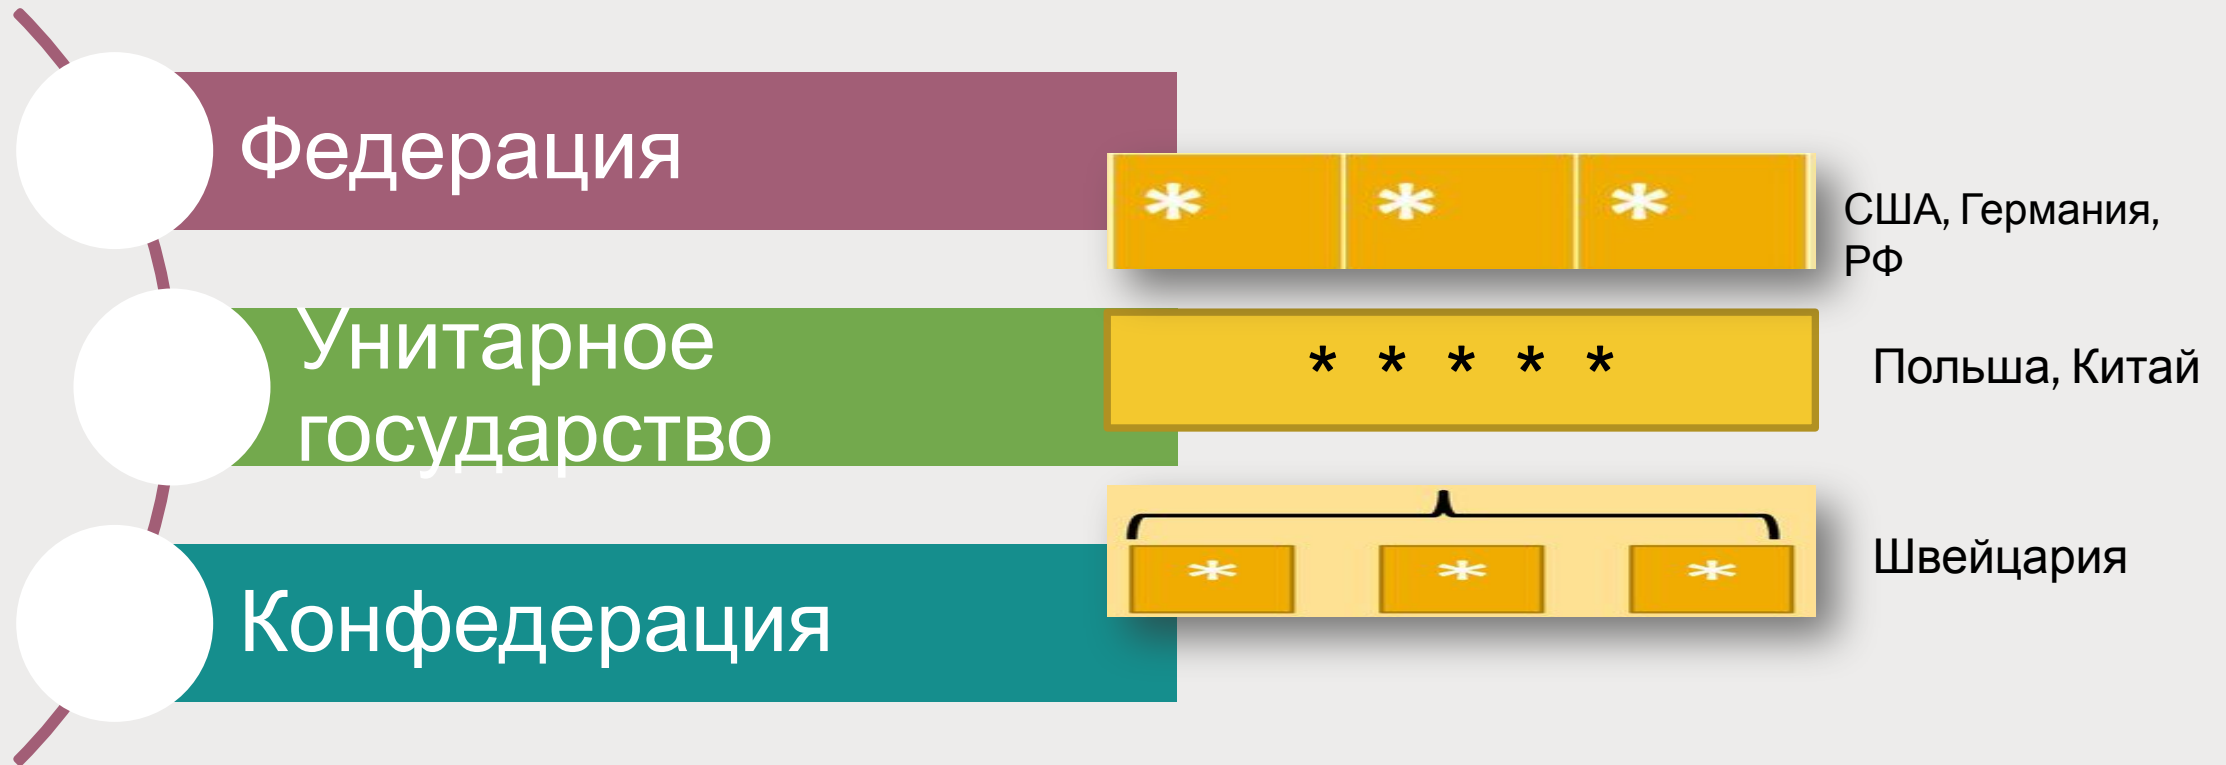 Федерация
* * *
США, Германия,
РФ
Унитарное
государство
* * * * *
Польша, Китай
Конфедерация
* * *
Швейцария